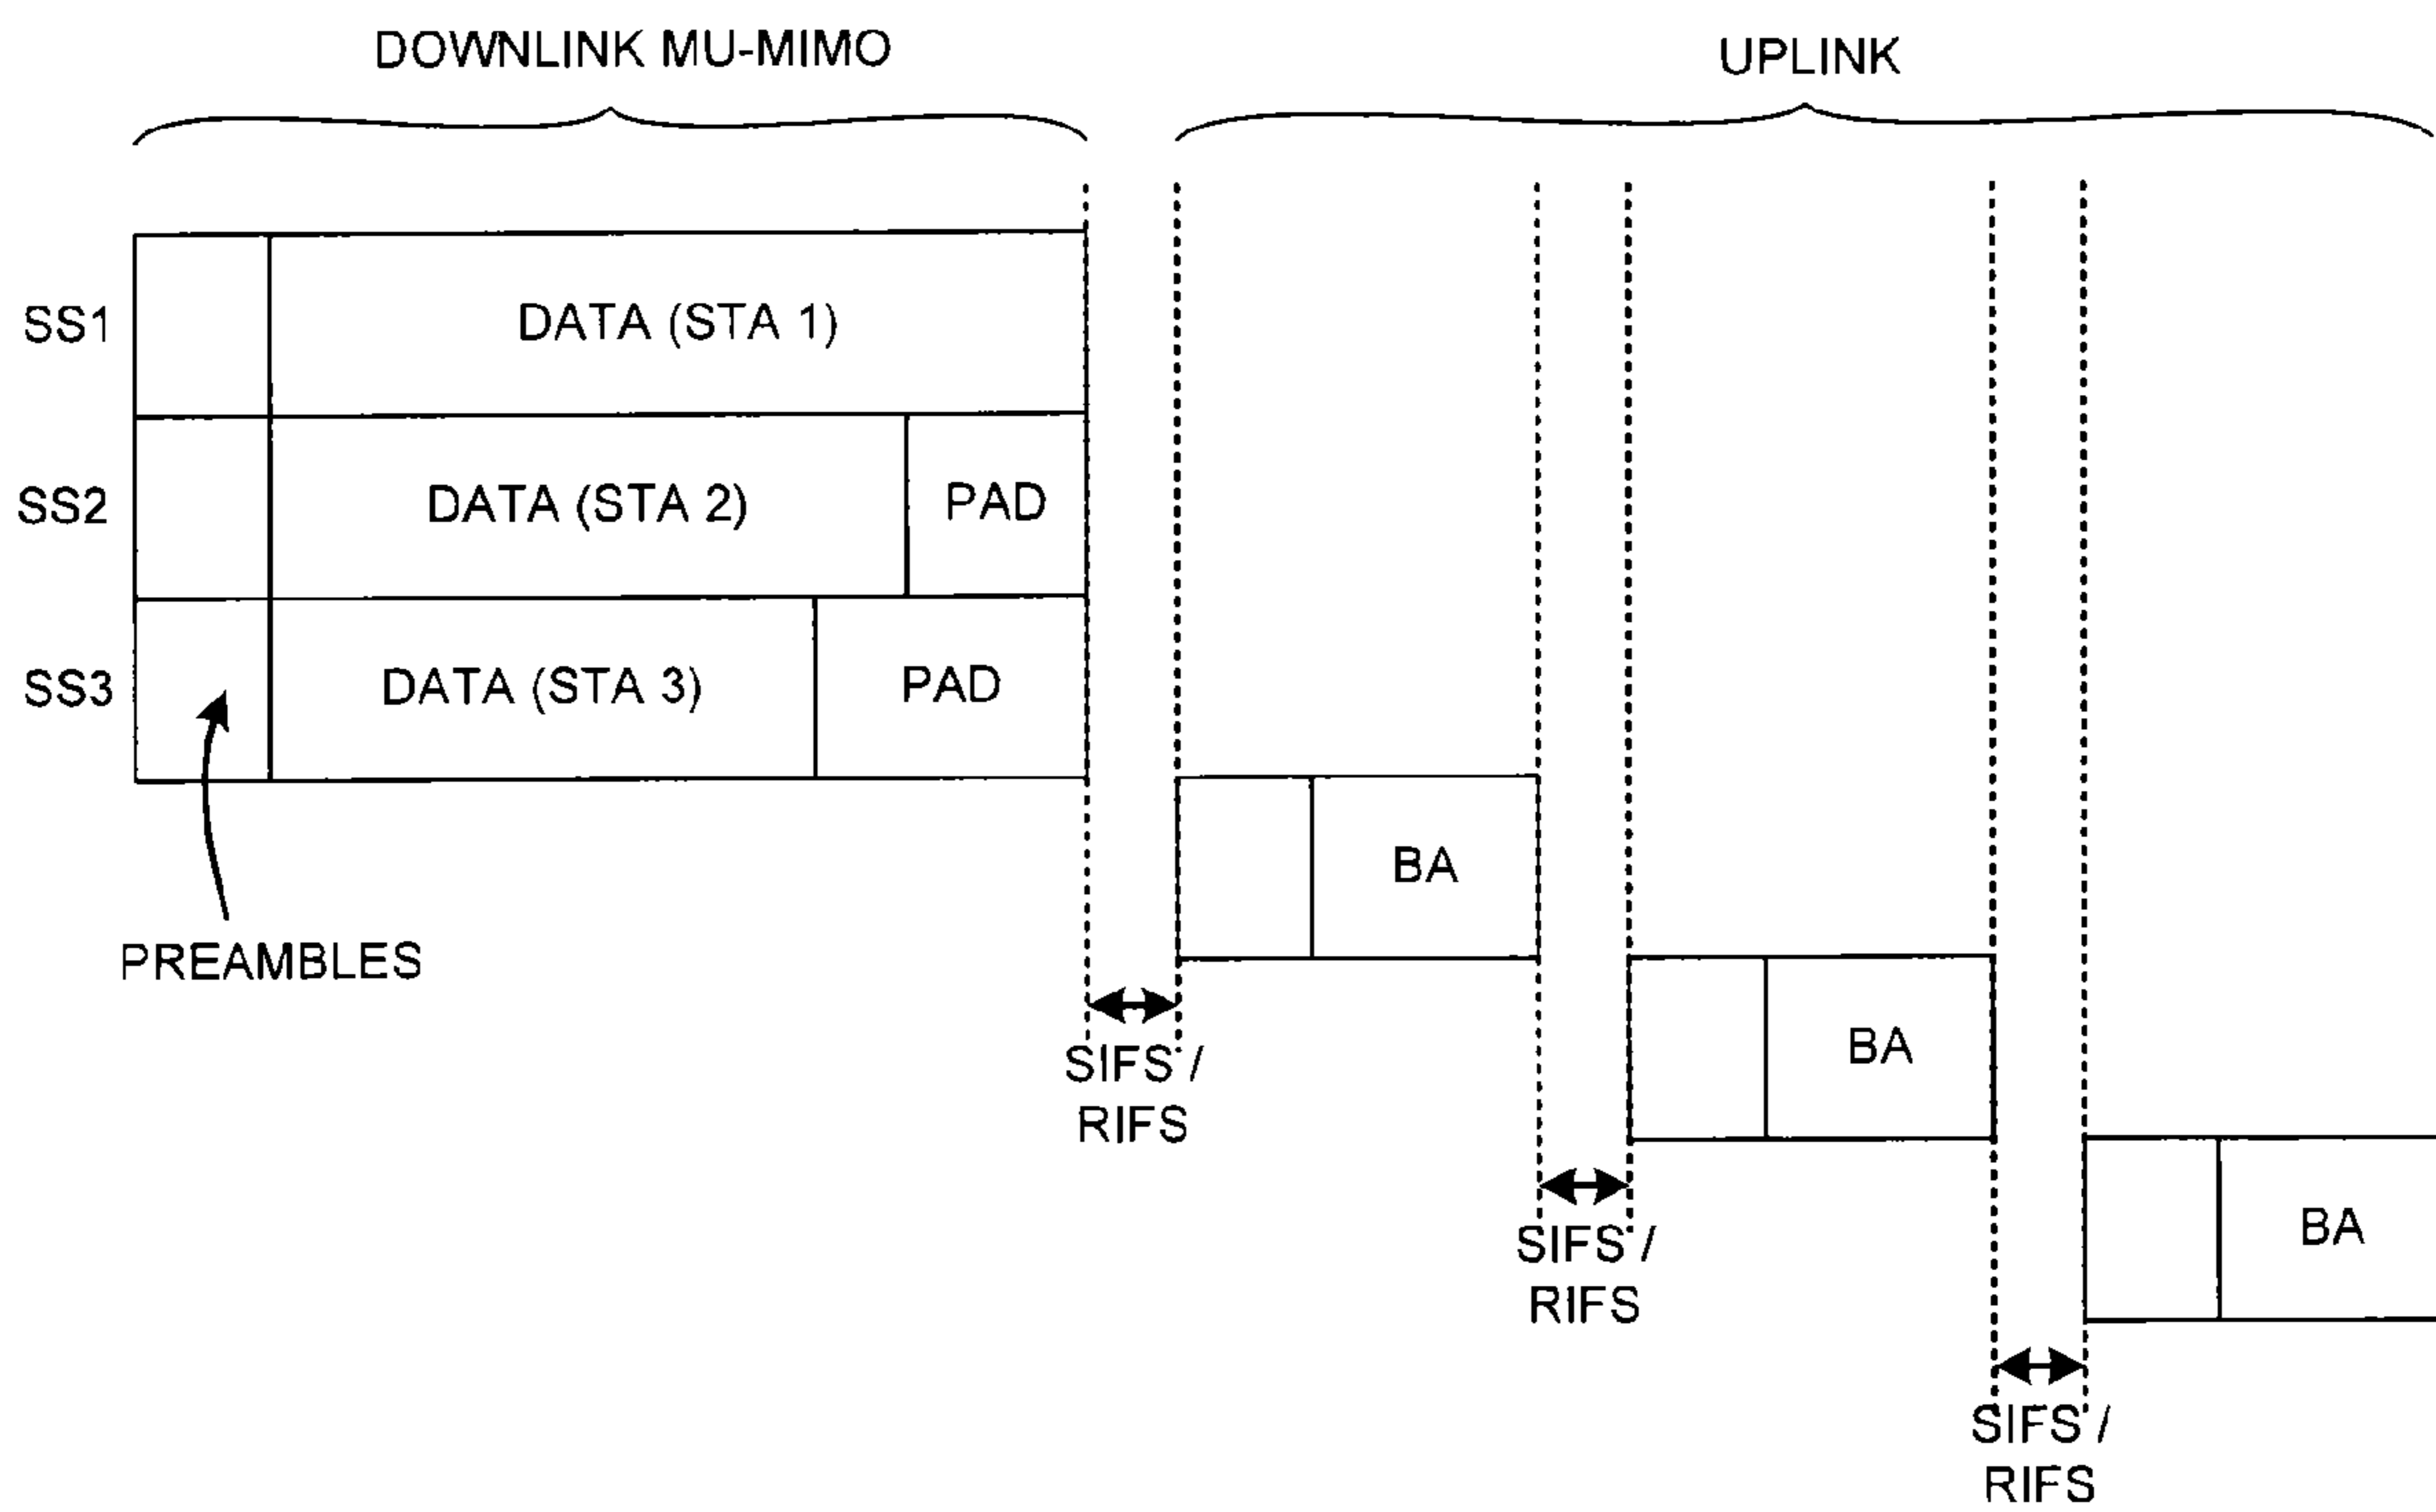 DOWNLINK MU-MIMO
UPLINK
SS1
DATA (STA 1)
SS2
DATA (STA 2)
PAD
SS3
DATA (STA 3)
PAD
PREAMBLES
BA
SIFS /
RIFS
BA
SIFS /
RIFS
BA
SIFS /
RIFS